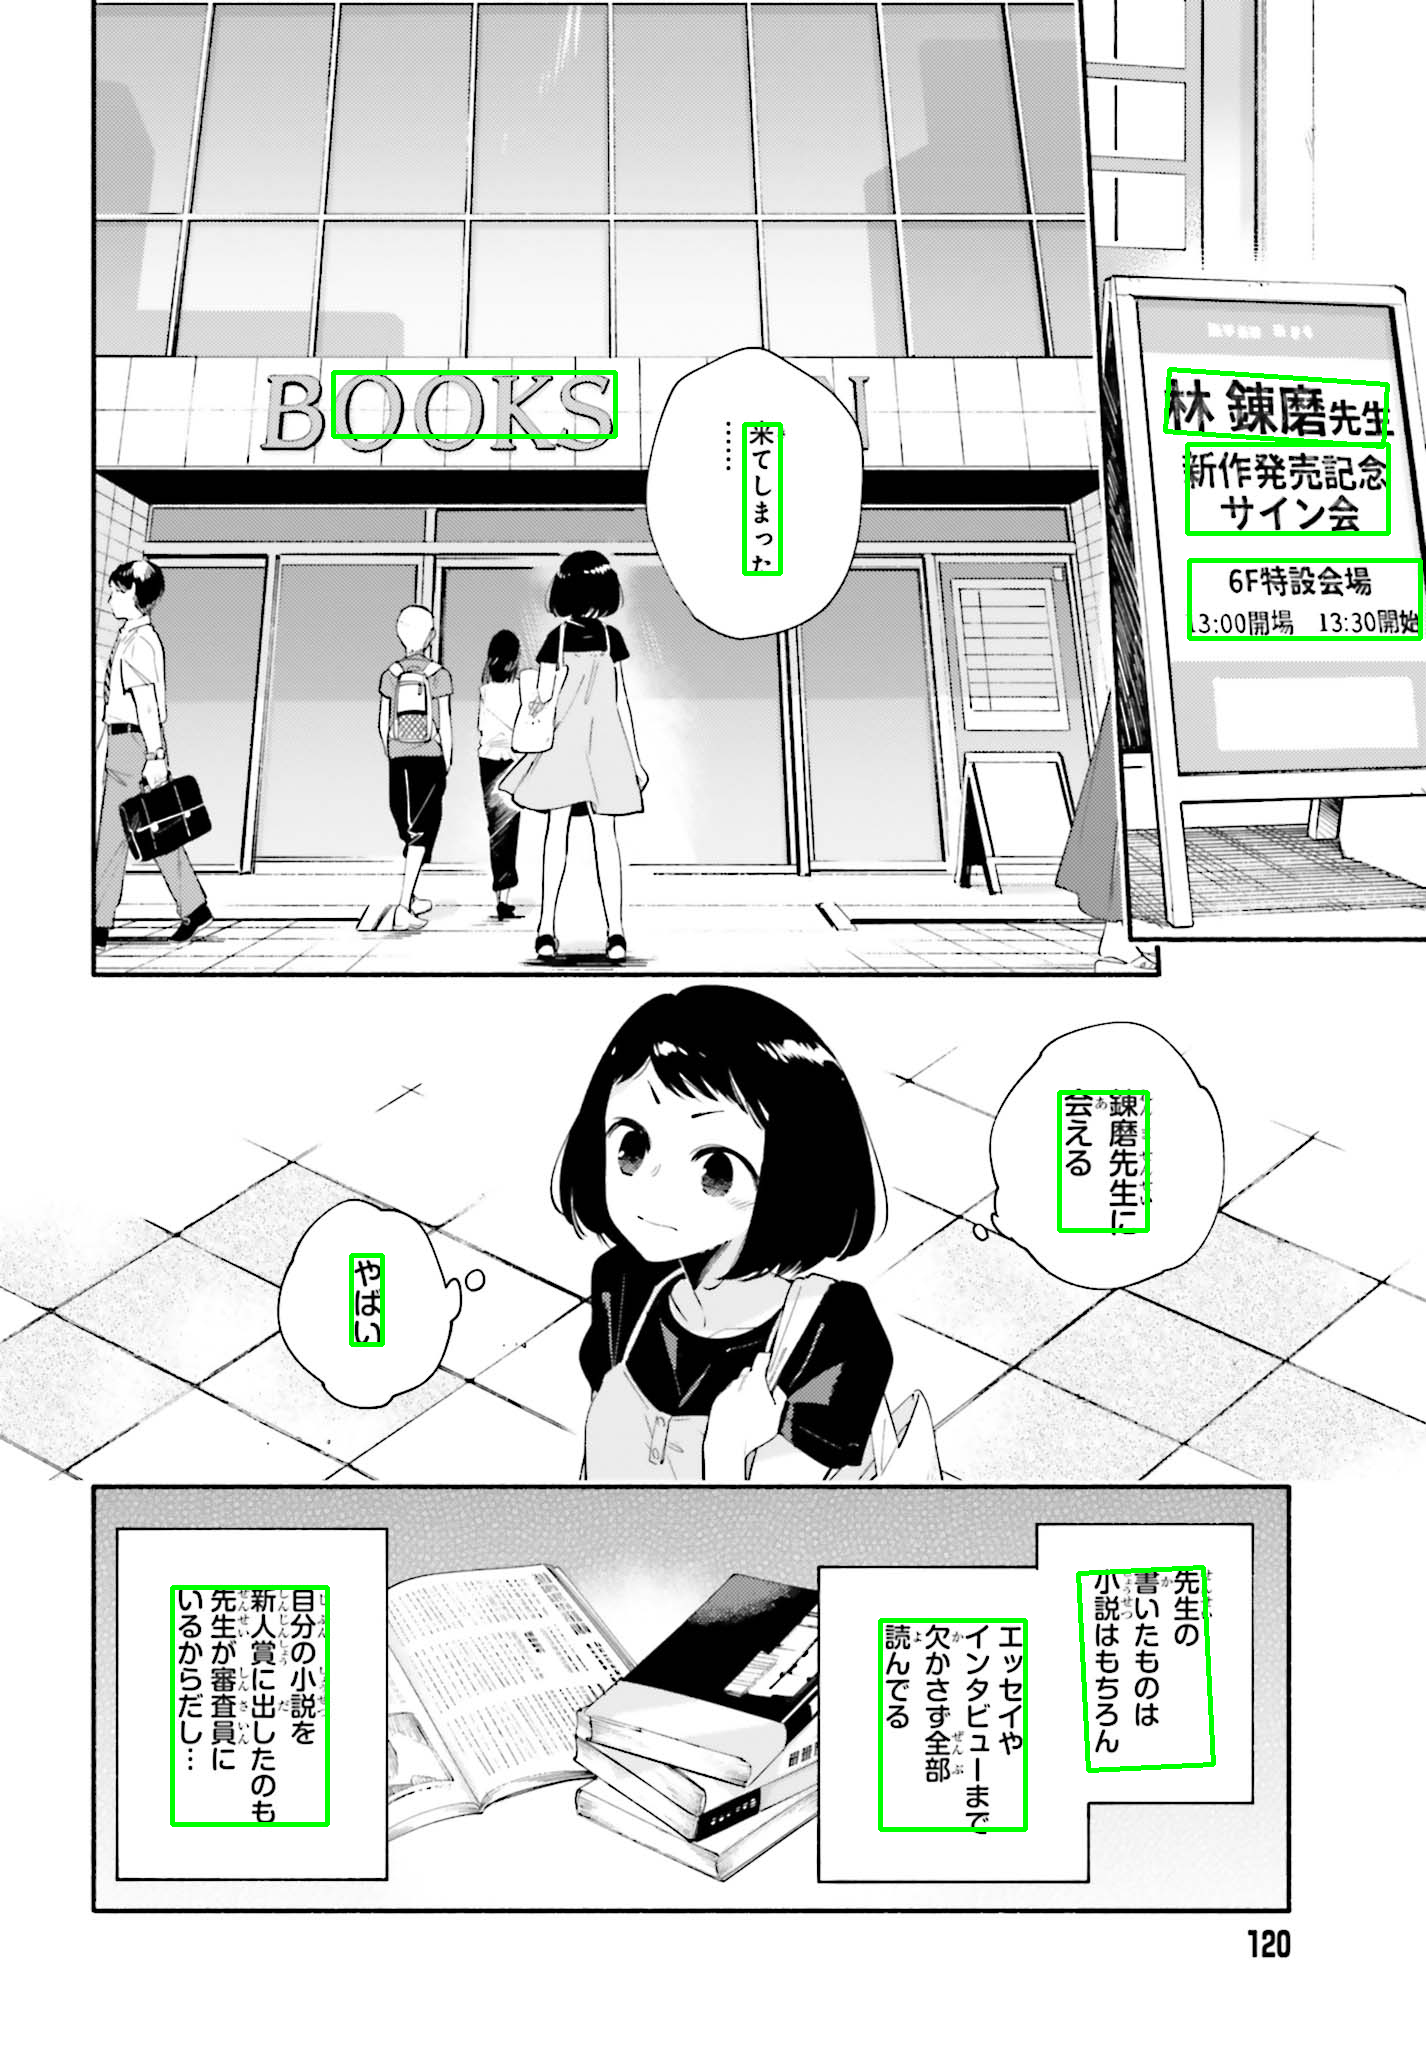 林 錬磨先生
新作発売記念
サイン会
6F特設会場
13:00開場 13:30開始
BOOKS
来てしまった
……
錬磨先生に
会える
やばい
先生の
書いたものは
小説はもちろん
エッセイや
インタビューまで
欠かさず全部
読んでる
自分の小説を
新人賞に出したのも
先生が審査員に
いるからだし…
120